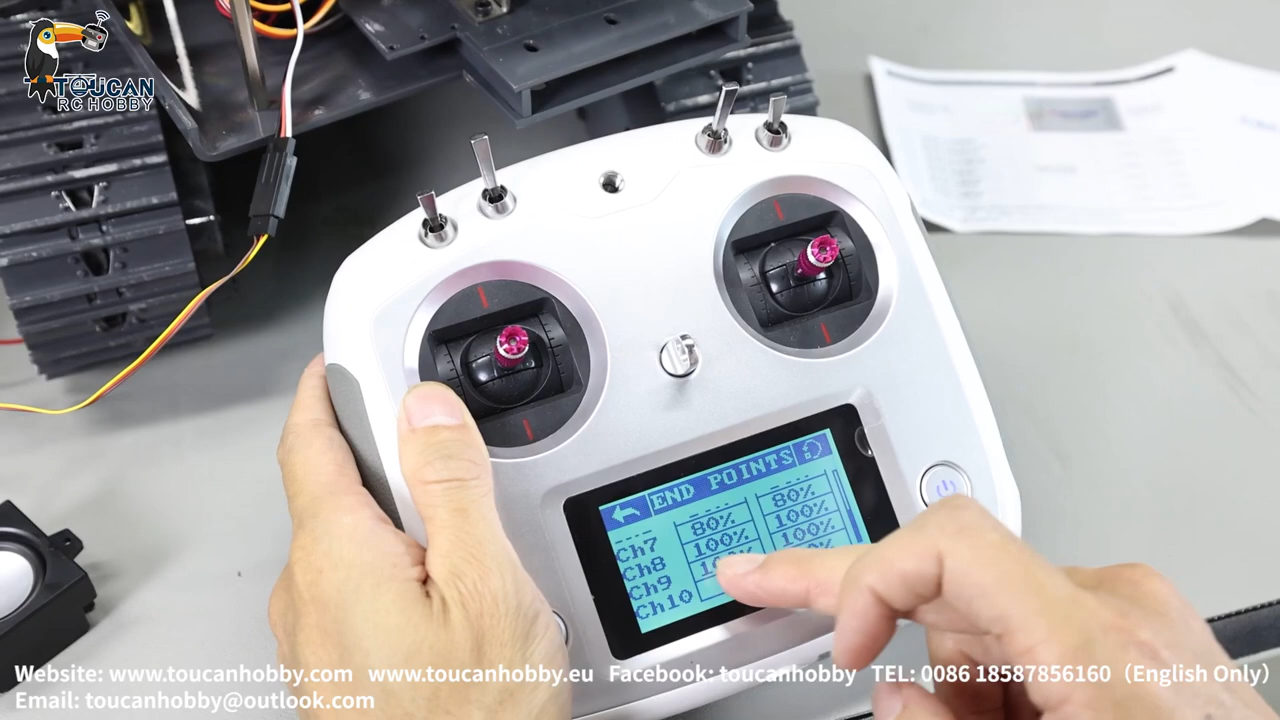 TOUCAN
RC HOBBY
END POINTS
80% 80%
Ch7 100% 100%
Ch8 100%
Ch9
Ch10
Website: www.toucanhobby.com www.toucanhobby.eu Facebook: toucanhobby TEL: 0086 18587856160（English Only）
Email: toucanhobby@outlook.com